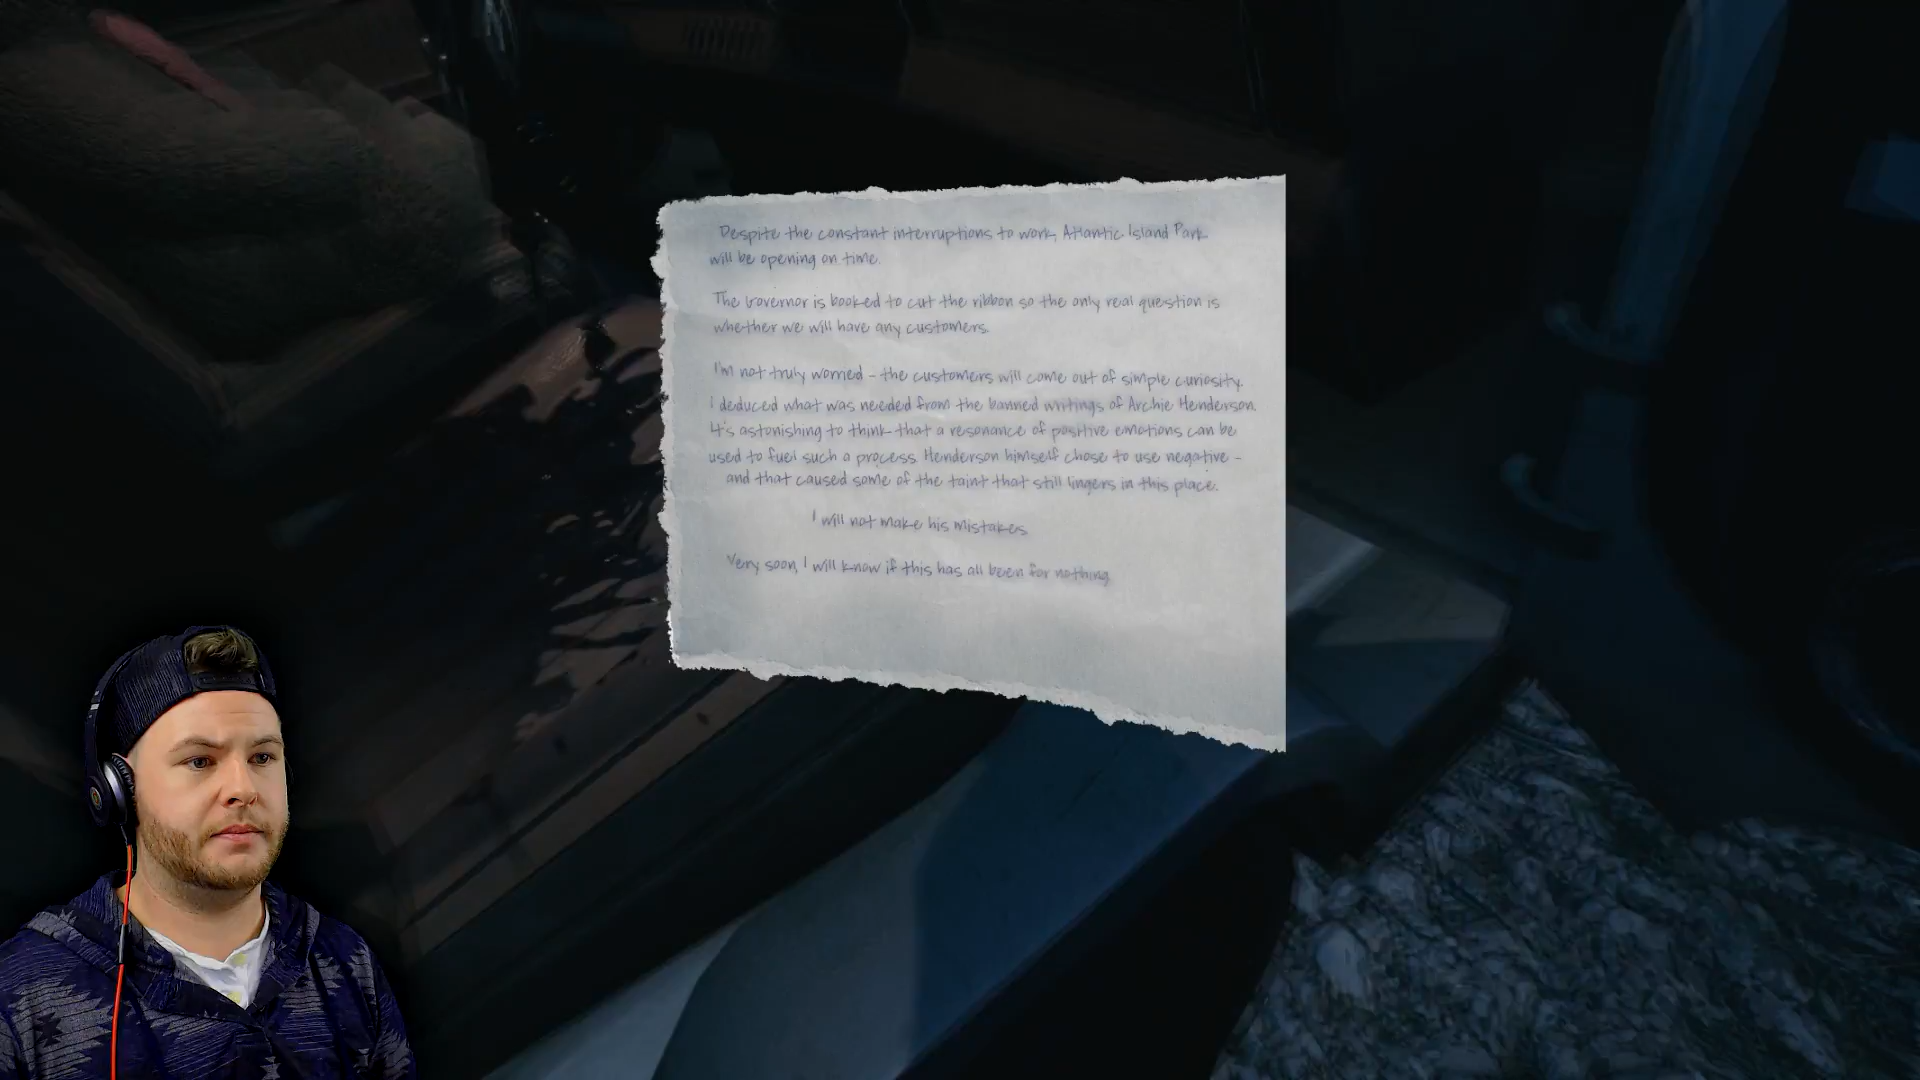 Despite the constant interruptions to work, Atlantic Island Park
will be opening on time.
The Governor is booked to cut the ribbon so the only real question is
whether we will have any customers.
I'm not truly worried - the customers will come out of simple curiosity.
I deduced what was needed from the banned writings of Archie Henderson.
It's astonishing to think that a resonance of positive emotions can be
used to fuel such a process. Henderson himself chose to use negative -
and that caused some of the taint that still lingers in this place.
I will not make his mistakes.
Very soon, I will know if this has all been for nothing.